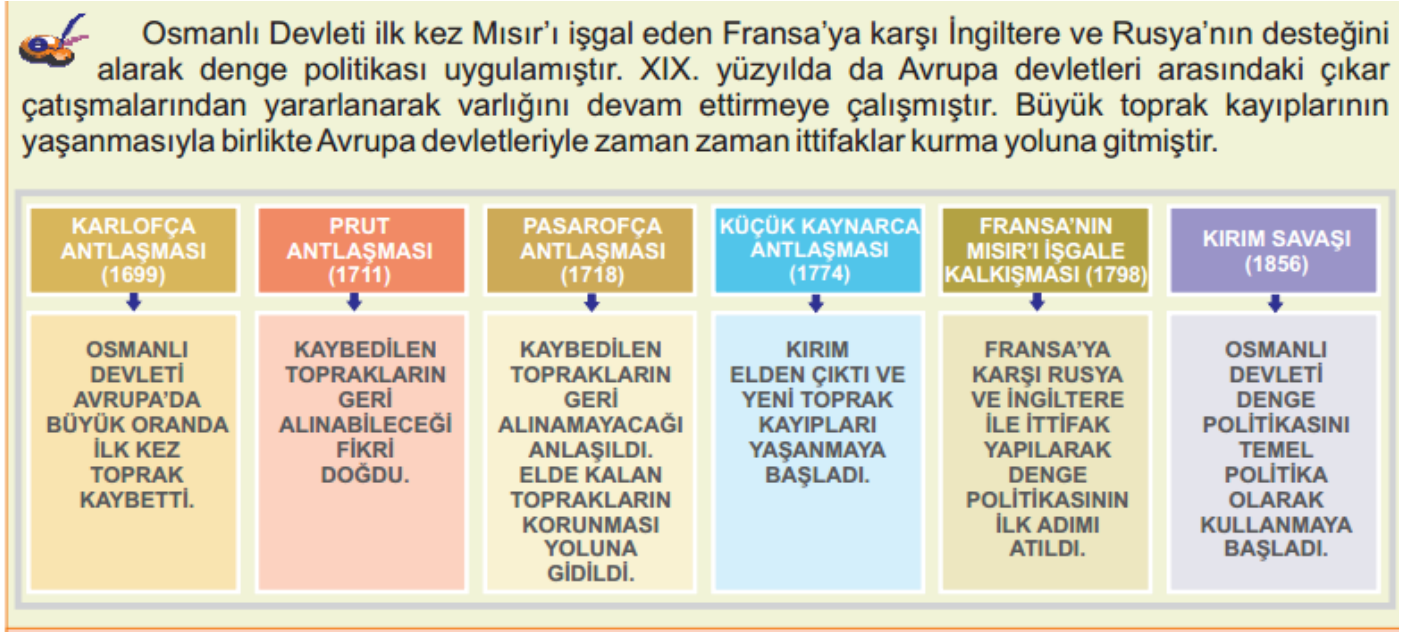 Osmanlı Devleti ilk kez Mısır’ı işgal eden Fransa’ya karşı İngiltere ve Rusya’nın desteğini
alarak denge politikası uygulamıştır. XIX. yüzyılda da Avrupa devletleri arasındaki çıkar
çatışmalarından yararlanarak varlığını devam ettirmeye çalışmıştır. Büyük toprak kayıplarının
yaşanmasıyla birlikte Avrupa devletleriyle zaman zaman ittifaklar kurma yoluna gitmiştir.
KARLOFÇA
ANTLAŞMASI
(1699)
OSMANLI
DEVLETİ
AVRUPA’DA
BÜYÜK ORANDA
İLK KEZ
TOPRAK
KAYBETTİ.
PRUT
ANTLAŞMASI
(1711)
KAYBEDİLEN
TOPRAKLARIN
GERİ
ALINABİLECEĞİ
FİKRİ
DOĞDU.
PASAROFÇA
ANTLAŞMASI
(1718)
KAYBEDİLEN
TOPRAKLARIN
GERİ
ALINAMAYACAĞI
ANLAŞILDI.
ELDE KALAN
TOPRAKLARIN
KORUNMASI
YOLUNA
GİDİLDİ.
KÜÇÜK KAYNARCA
ANTLAŞMASI
(1774)
KIRIM
ELDEN ÇIKTI VE
YENİ TOPRAK
KAYIPLARI
YAŞANMAYA
BAŞLADI.
FRANSA’NIN
MISIR’I İŞGALE
KALKIŞMASI (1798)
FRANSA’YA
KARŞI RUSYA
VE İNGİLTERE
İLE İTTİFAK
YAPILARAK
DENGE
POLİTİKASININ
İLK ADIMI
ATILDI.
KIRIM SAVAŞI
(1856)
OSMANLI
DEVLETİ
DENGE
POLİTİKASINI
TEMEL
POLİTİKA
OLARAK
KULLANMAYA
BAŞLADI.